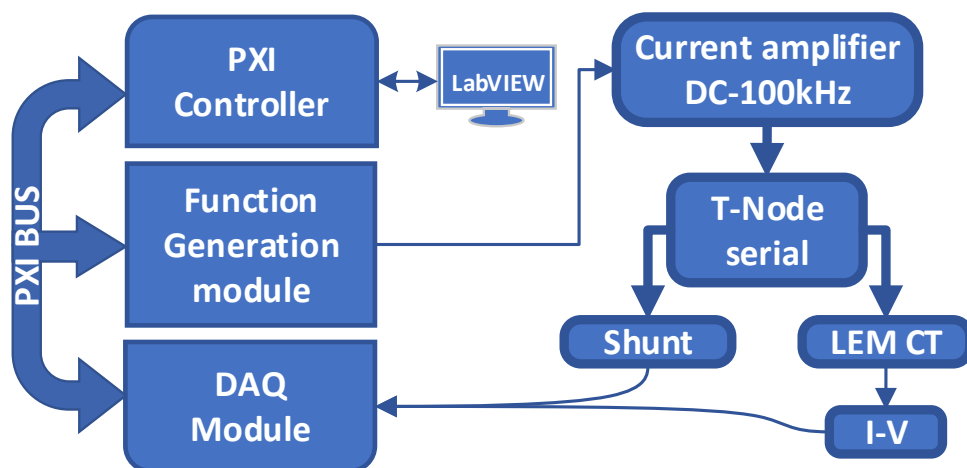 PXI BUS
PXI
Controller
LabVIEW
Current amplifier
DC-100kHz
Function
Generation
module
T-Node
serial
Shunt
LEM CT
DAQ
Module
I-V